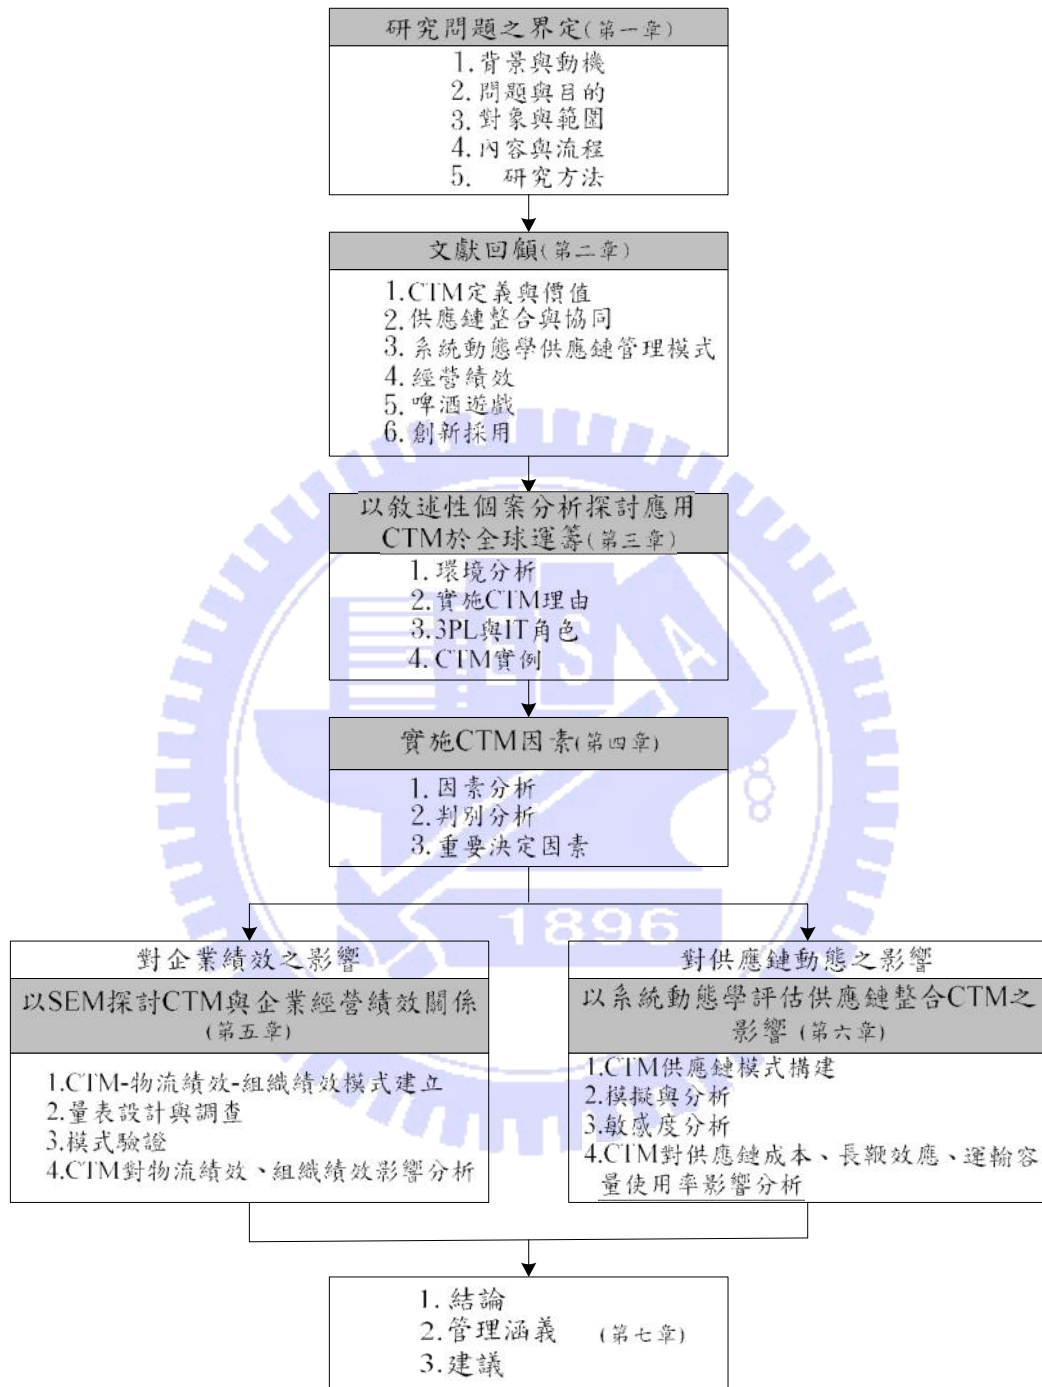 研究問題之界定(第一章)
1.背景與動機
2.問題與目的
3.對象與範圍
4.內容與流程
5. 研究方法
文獻回顧(第二章)
1.CTM定義與價值
2.供應鏈整合與協同
3.系統動態學供應鏈管理模式
4.經營績效
5.啤酒遊戲
6.創新採用
以敘述性個案分析探討應用
CTM於全球運籌(第三章)
1.環境分析
2.實施CTM理由
3.3PL與IT角色
4.CTM實例
ESA
實施CTM因素(第四章)
1.因素分析
2.判別分析
3.重要決定因素
1896
對企業績效之影響
以SEM探討CTM與企業經營績效關係
(第五章)
1.CTM-物流績效-組織績效模式建立
2.量表設計與調查
3.模式驗證
4.CTM對物流績效、組織績效影響分析
對供應鏈動態之影響
以系統動態學評估供應鏈整合CTM之
影響(第六章)
1.CTM供應鏈模式構建
2.模擬與分析
3.敏感度分析
4.CTM對供應鏈成本、長鞭效應、運輸容
量使用率影響分析
1.結論
2.管理涵義 (第七章)
3.建議